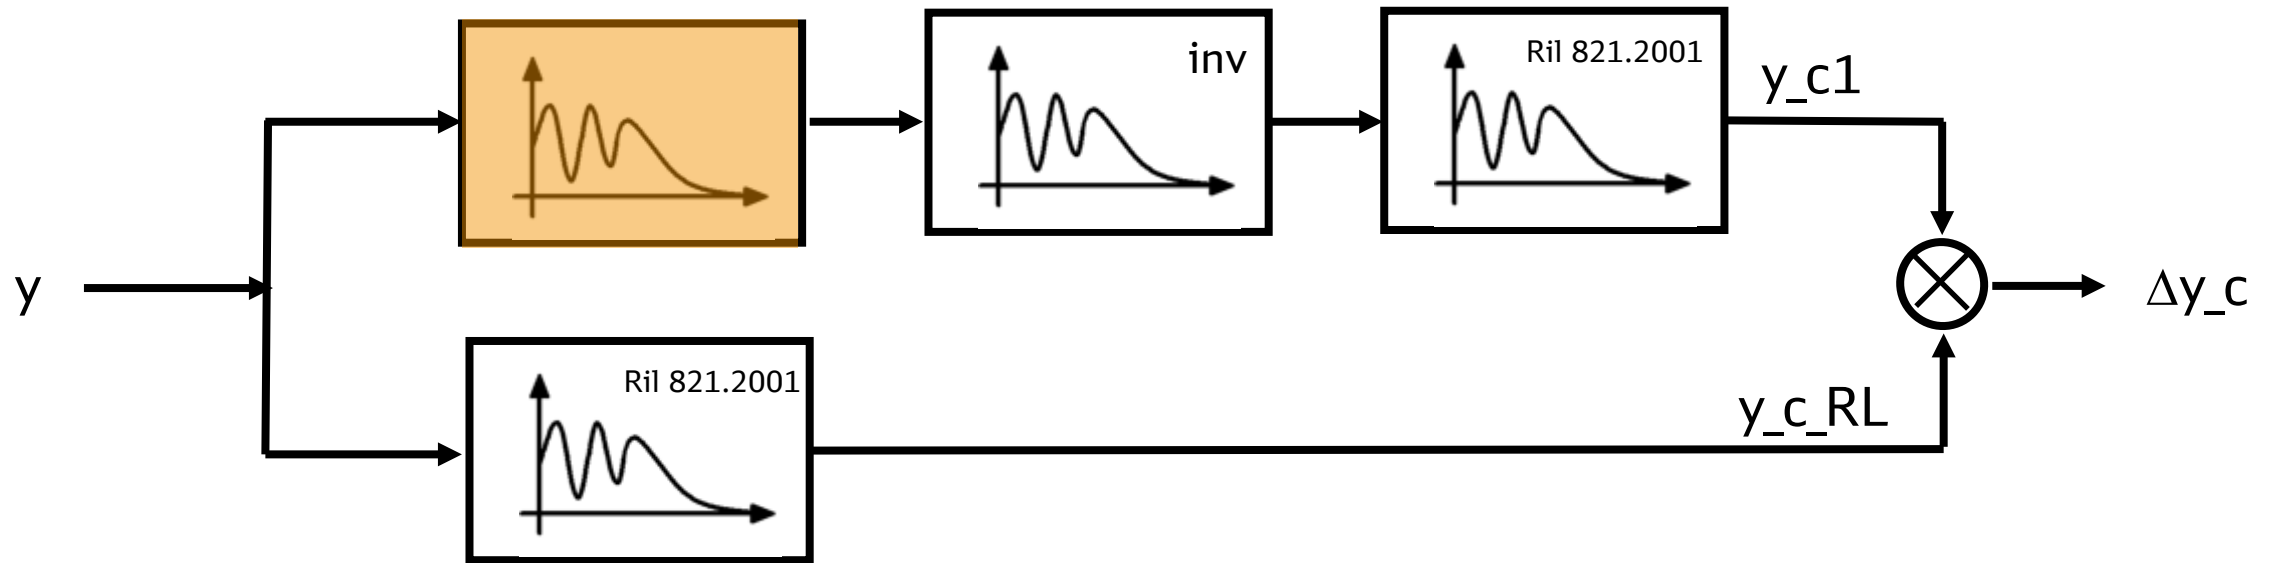 inv
Ril 821.2001
y_c1
y
Δy_c
Ril 821.2001
y_c_RL